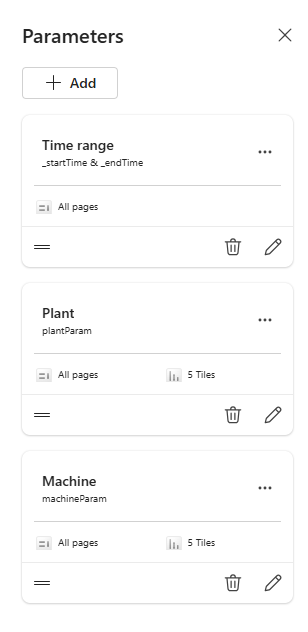 Parameters
Add
Time range
_startTime & _endTime
All pages
Plant
plantParam
All pages
5 Tiles
Machine
machineParam
All pages
5 Tiles